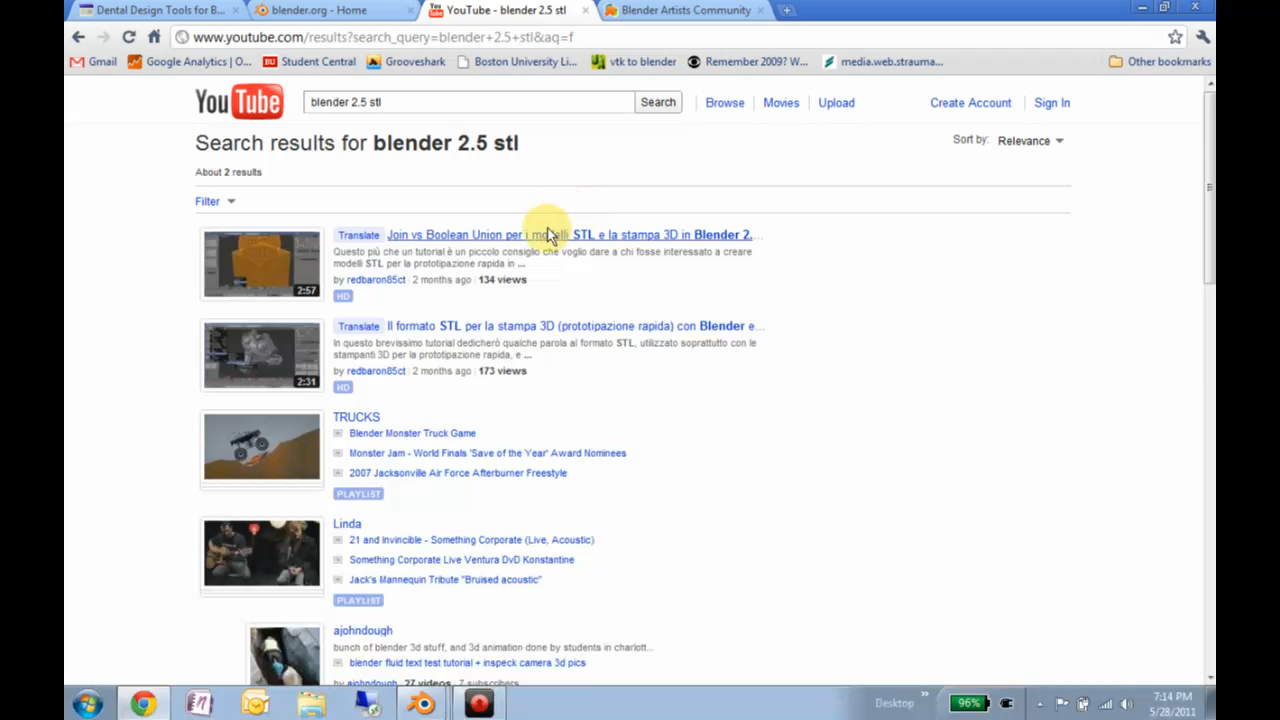 Dental Design Tools for B...
blender.org - Home
YouTube - blender 2.5 stl
Blender Artists Community
www.youtube.com/results?search_query=blender+2.5+stl&aq=f
Gmail
Google Analytics | O...
BU Student Central
Grooveshark
Boston University Li...
vtk to blender
Remember 2009? W...
media.web.strauma...
Other bookmarks
YouTube
blender 2.5 stl
Search
Browse
Movies
Upload
Create Account
Sign In
Search results for blender 2.5 stl
Sort by: Relevance
About 2 results
Filter
Translate Join vs Boolean Union per i modelli STL e la stampa 3D in Blender 2....
Questo più che un tutorial è un piccolo consiglio che voglio dare a chi fosse interessato a creare
modelli STL per la prototipazione rapida in ...
by redbaron85ct | 2 months ago | 134 views
HD
2:57
Translate Il formato STL per la stampa 3D (prototipazione rapida) con Blender e...
In questo brevissimo tutorial dedicherò qualche parola al formato STL, utilizzato soprattutto con le
stampanti 3D per la prototipazione rapida, e ...
by redbaron85ct | 2 months ago | 173 views
HD
2:31
TRUCKS
Blender Monster Truck Game
Monster Jam - World Finals 'Save of the Year' Award Nominees
2007 Jacksonville Air Force Afterburner Freestyle
PLAYLIST
Linda
21 and Invincible - Something Corporate (Live, Acoustic)
Something Corporate Live Ventura DvD Konstantine
Jack's Mannequin Tribute "Bruised acoustic"
PLAYLIST
ajohndough
bunch of blender 3d stuff, and 3d animation done by students in charlott...
blender fluid text test tutorial + inspeck camera 3d pics
by ajohndough | 27 videos | 7 subscribers
Desktop
96%
7:14 PM
5/28/2011